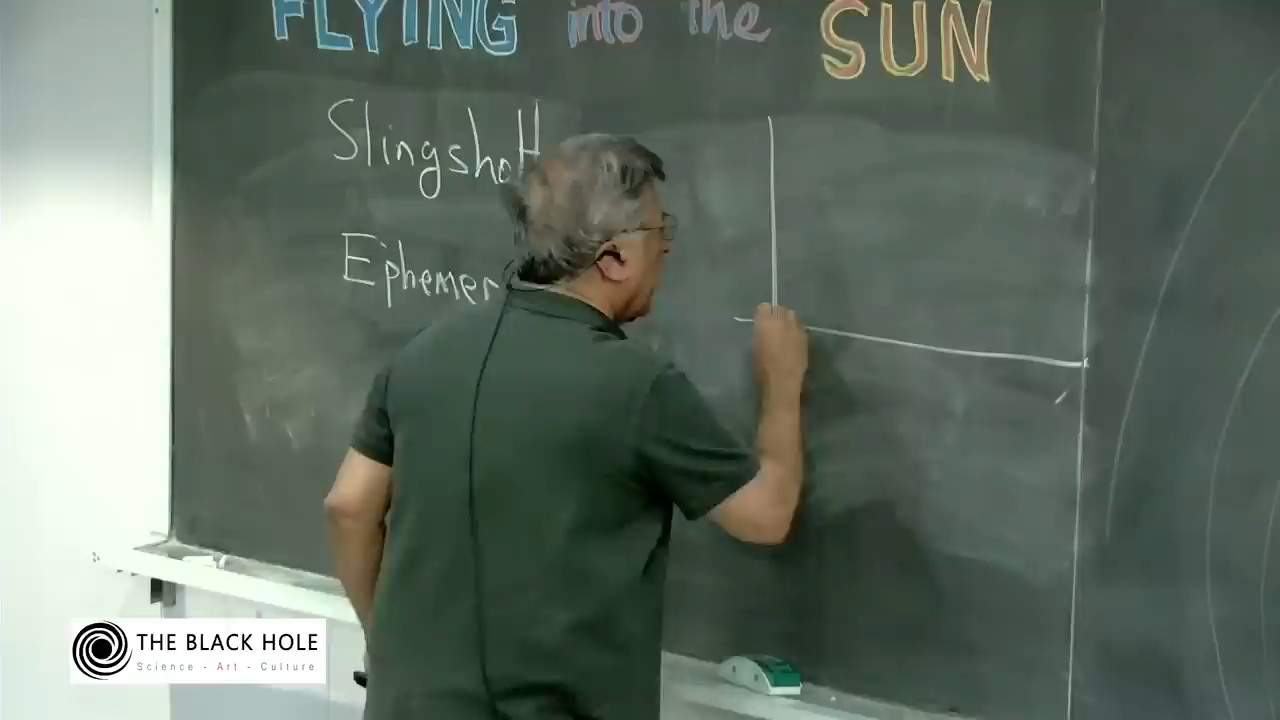 FLYING into the SUN
Slingshot
Ephemer
THE BLACK HOLE
Science - Art - Culture